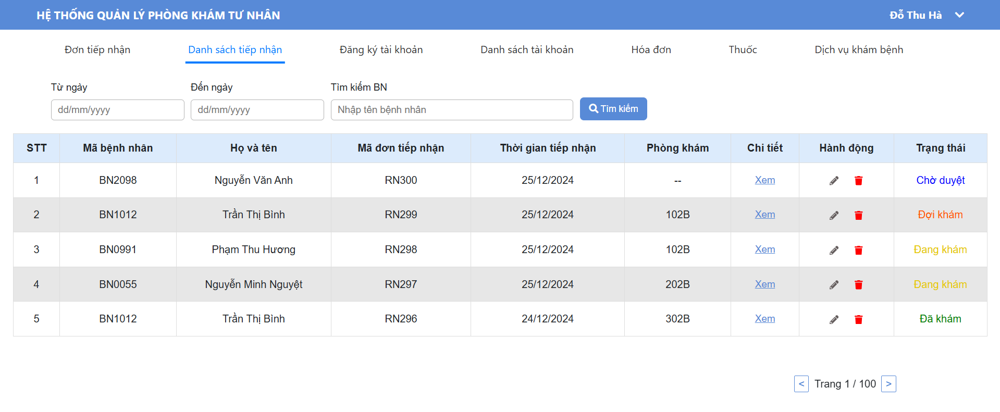 HỆ THỐNG QUẢN LÝ PHÒNG KHÁM TƯ NHÂN Đỗ Thu Hà
Đơn tiếp nhận Danh sách tiếp nhận Đăng ký tài khoản Danh sách tài khoản Hóa đơn Thuốc Dịch vụ khám bệnh
Từ ngày Đến ngày Tìm kiếm BN
dd/mm/yyyy dd/mm/yyyy Nhập tên bệnh nhân Tìm kiếm
STT Mã bệnh nhân Họ và tên Mã đơn tiếp nhận Thời gian tiếp nhận Phòng khám Chi tiết Hành động Trạng thái
1 BN2098 Nguyễn Văn Anh RN300 25/12/2024 -- Xem Chờ duyệt
2 BN1012 Trần Thị Bình RN299 25/12/2024 102B Xem Đợi khám
3 BN0991 Phạm Thu Hương RN298 25/12/2024 102B Xem Đang khám
4 BN0055 Nguyễn Minh Nguyệt RN297 25/12/2024 202B Xem Đang khám
5 BN1012 Trần Thị Bình RN296 24/12/2024 302B Xem Đã khám
< Trang 1 / 100 >